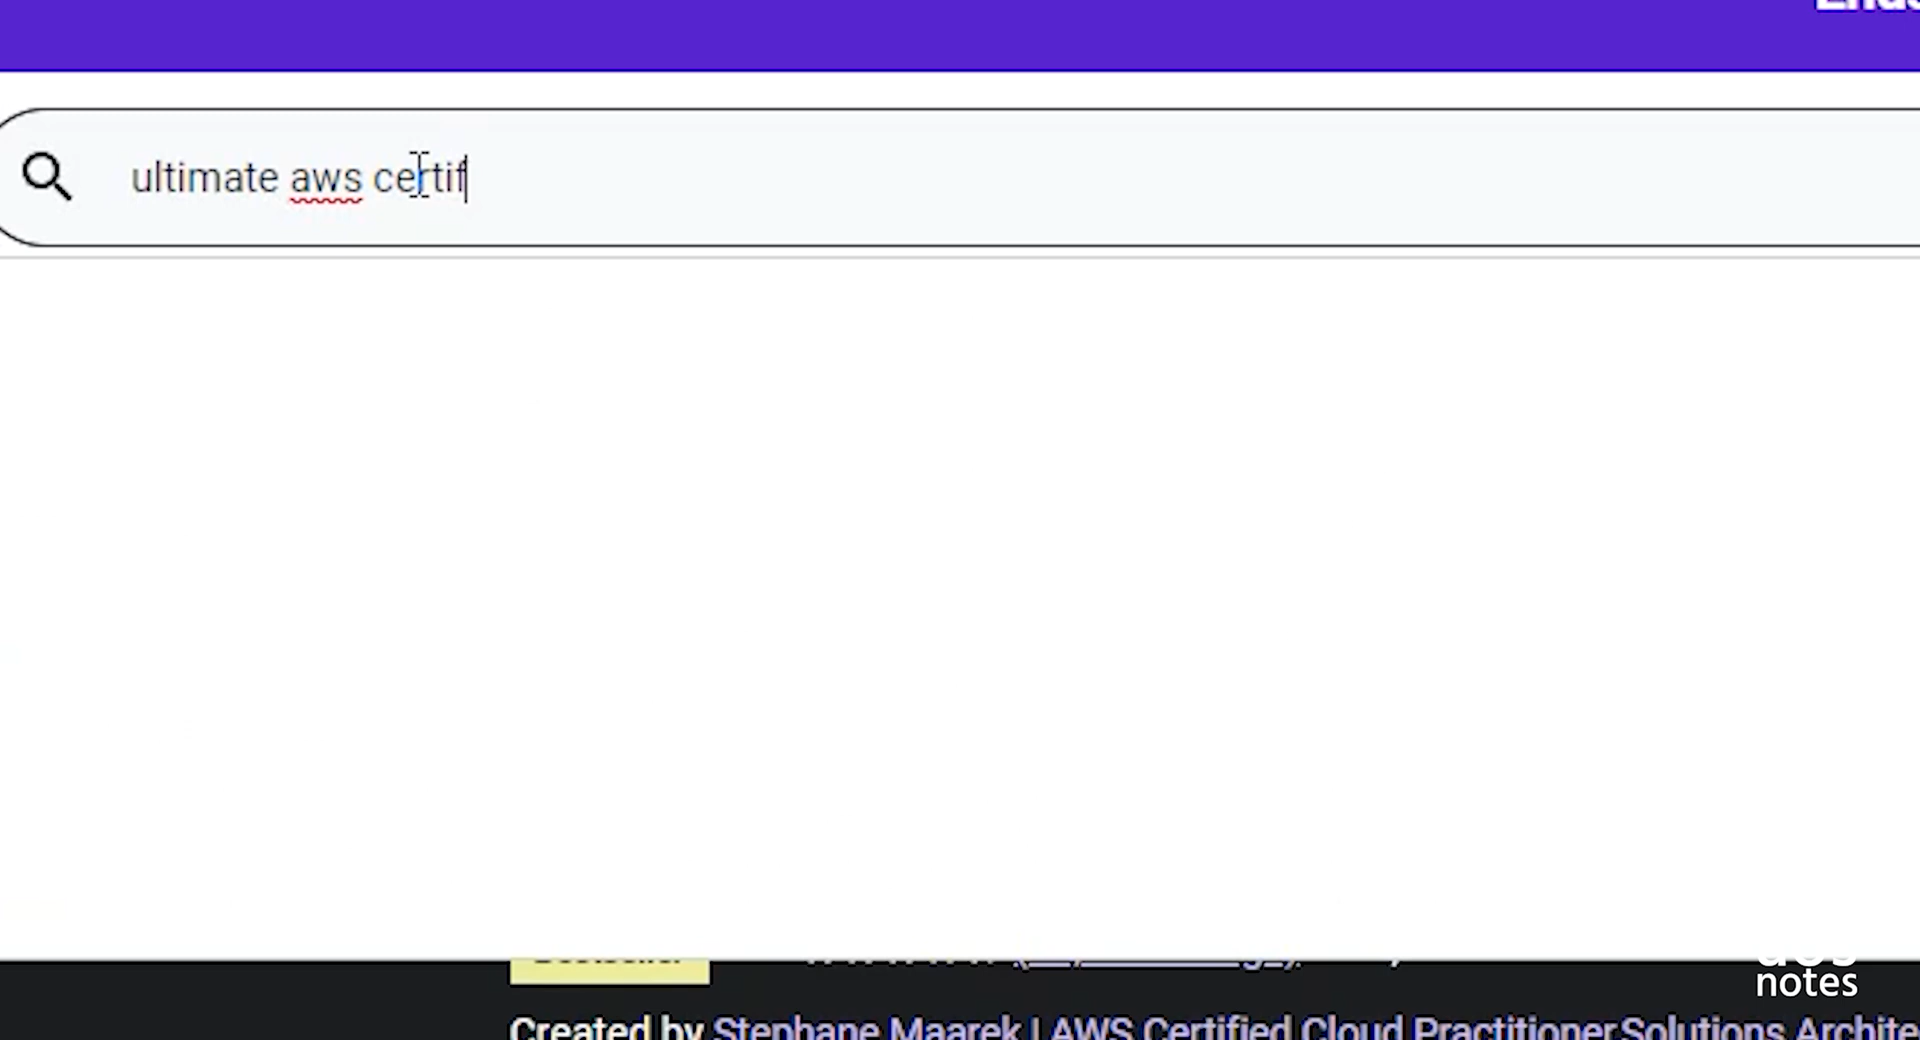 ultimate aws certif
notes
Created by Stephane Maarek | AWS Certified Cloud Practitioner,Solutions Archite